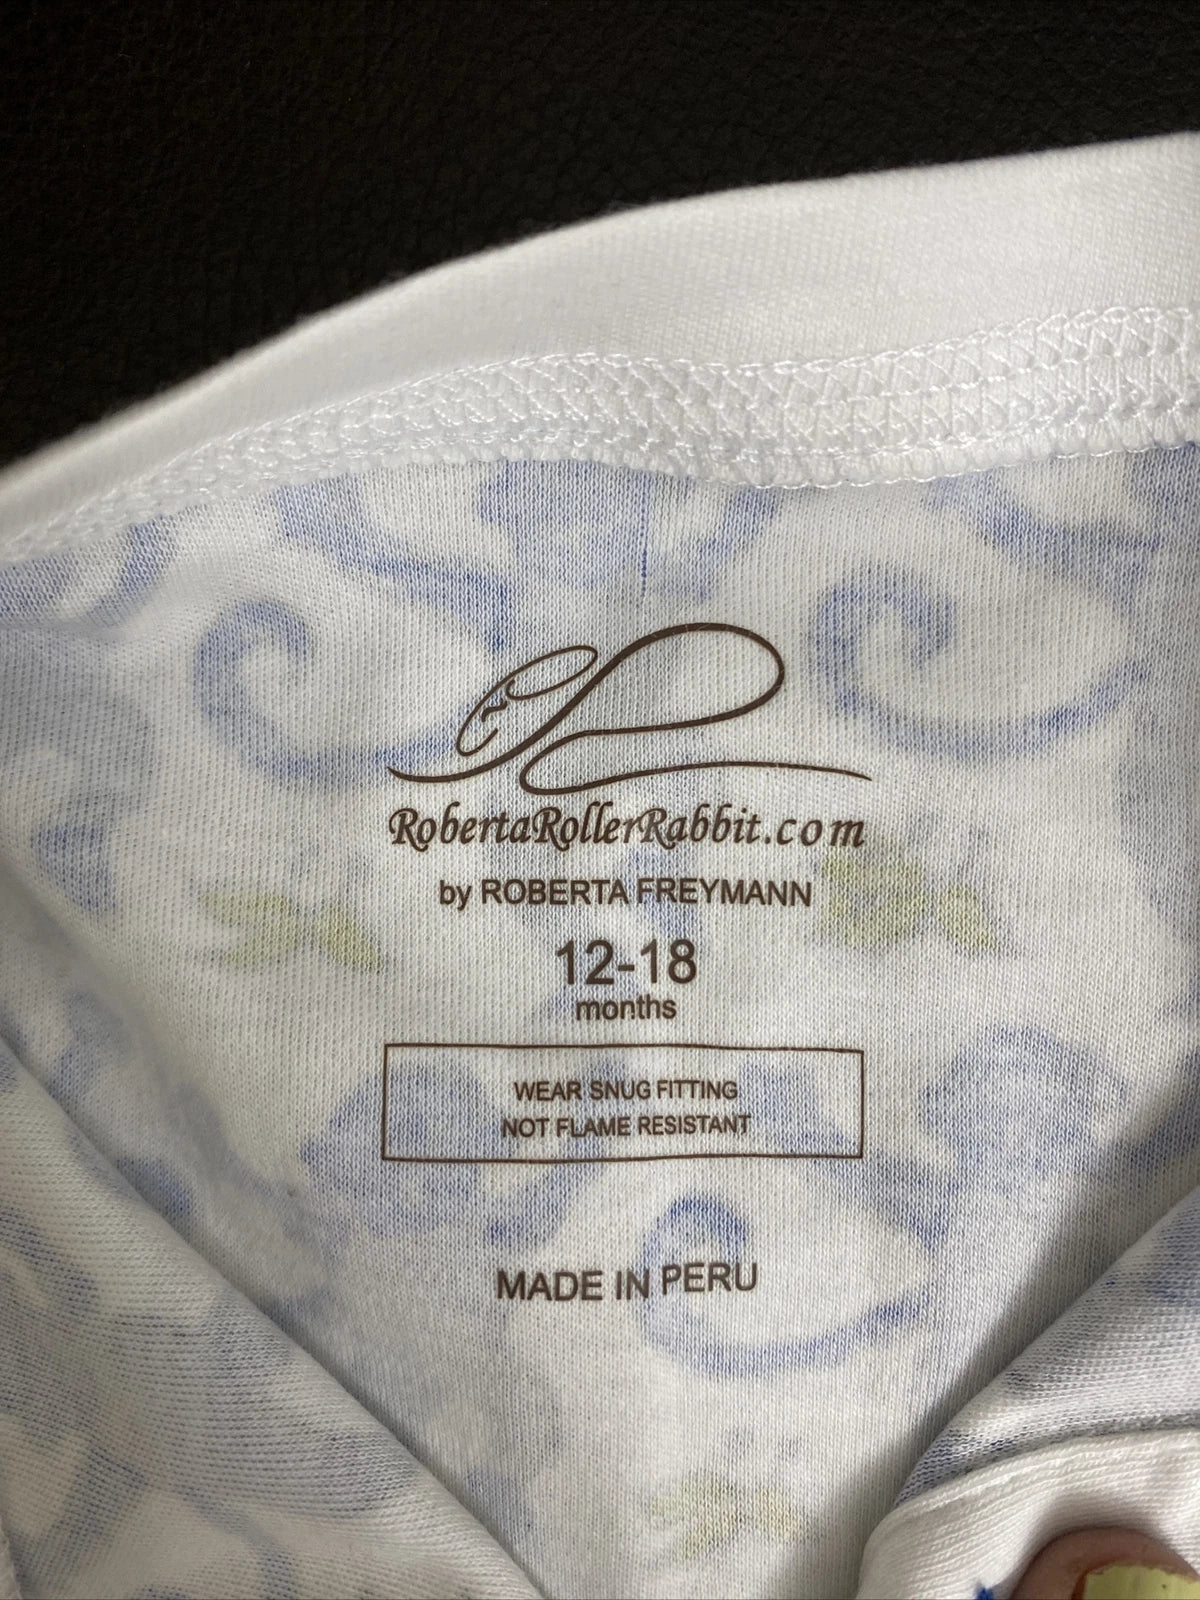 RobertaRollerRabbit.com
by ROBERTA FREYMANN
12-18
months
WEAR SNUG FITTING
NOT FLAME RESISTANT
MADE IN PERU